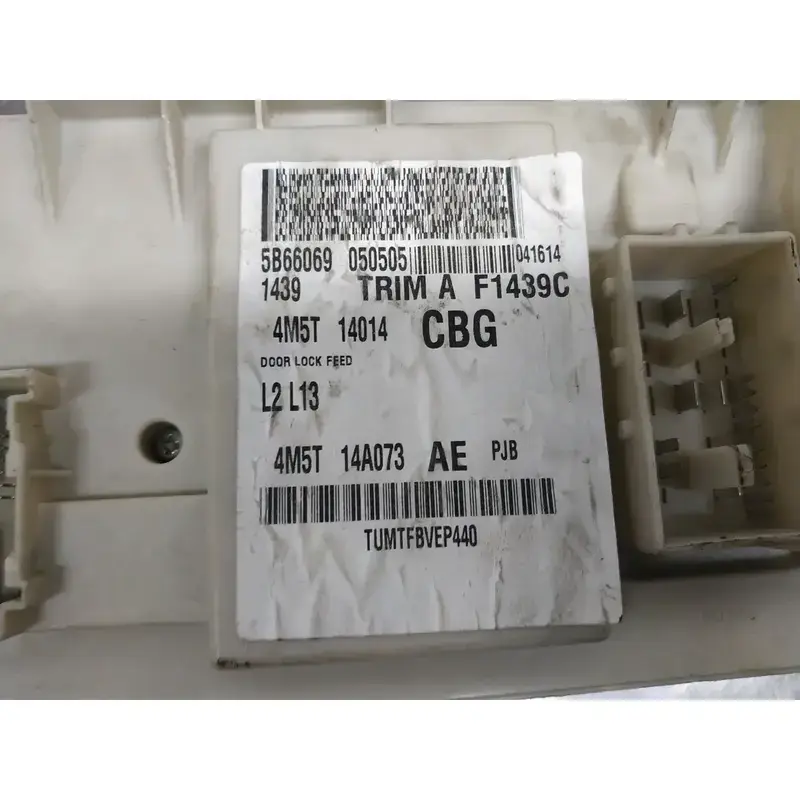 5B66069 050505 041614
1439 TRIM A F1439C
4M5T 14014 CBG
DOOR LOCK FEED
L2 L13
4M5T 14A073 AE PJB
TUMTFBVEP440